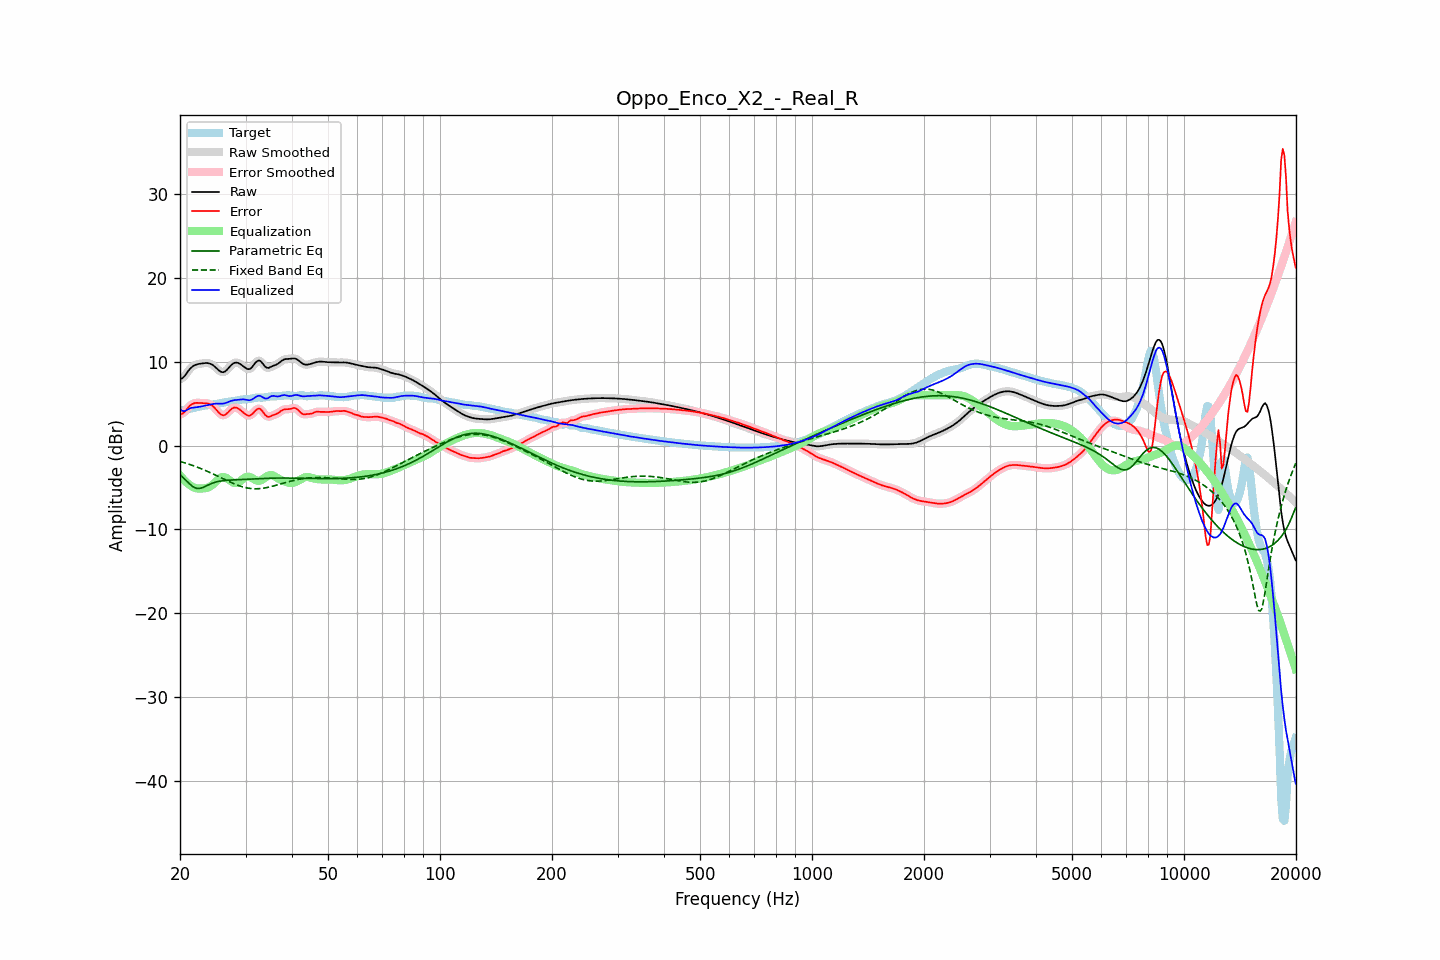 Oppo_Enco_X2_-_Real_R
Target
Raw Smoothed
Error Smoothed
Raw
Error
Equalization
Parametric Eq
Fixed Band Eq
Equalized
Amplitude (dBr)
30
20
10
0
−10
−20
−30
−40
20 50 100 200 500 1000 2000 5000 10000 20000
Frequency (Hz)